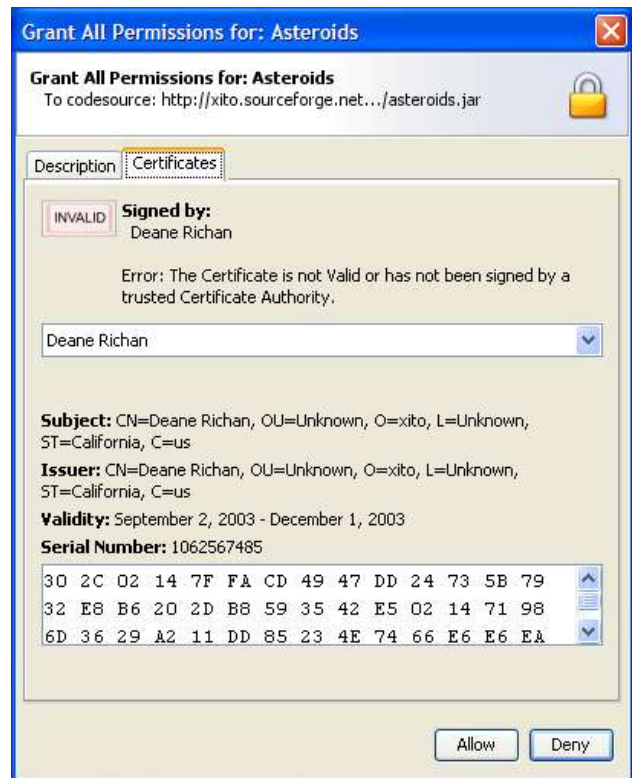 Grant All Permissions for: Asteroids
Grant All Permissions for: Asteroids
To codesource: http://xito.sourceforge.net.../asteroids.jar
Description
Certificates
INVALID
Signed by:
Deane Richan
Error: The Certificate is not Valid or has not been signed by a
trusted Certificate Authority.
Deane Richan
Subject: CN=Deane Richan, OU=Unknown, O=xito, L=Unknown,
ST=California, C=us
Issuer: CN=Deane Richan, OU=Unknown, O=xito, L=Unknown,
ST=California, C=us
Validity: September 2, 2003 - December 1, 2003
Serial Number: 1062567485
30 2C 02 14 7F FA CD 49 47 DD 24 73 5B 79
32 E8 B6 20 2D B8 59 35 42 E5 02 14 71 98
6D 36 29 A2 11 DD 85 23 4E 74 66 E6 E6 EA
Allow
Deny